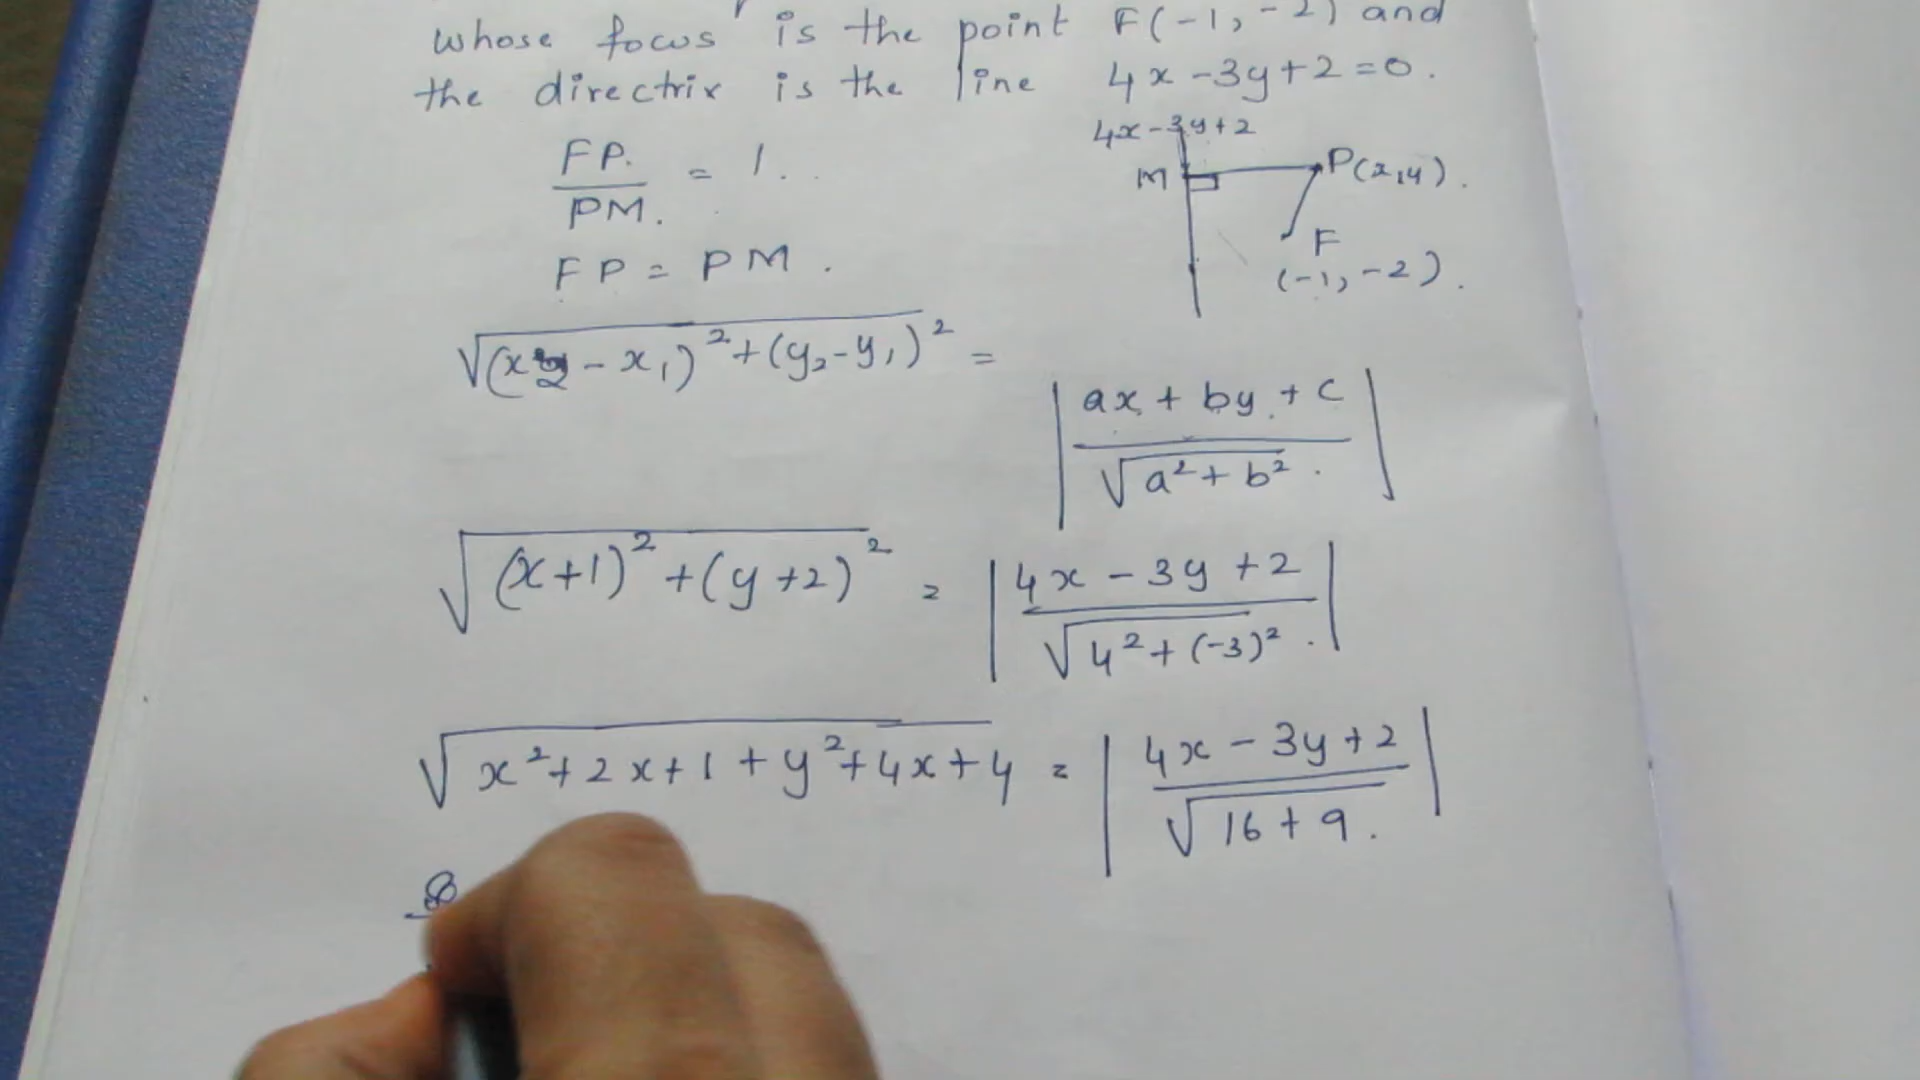 whose focus is the point F(-1, -2) and
the directrix is the line 4x -3y+2 =0.
4x-3y+2
FP. / PM. = 1.
M P(x,y).
F
(-1, -2).
FP = PM.
√(x2 - x1)²+(y2-y1)² =
|ax + by + c / √a²+b².|
√(x+1)²+(y+2)² = |4x - 3y +2 / √4²+(-3)².|
√x²+2x+1+y²+4x+4 = |4x - 3y+2 / √16+9.|